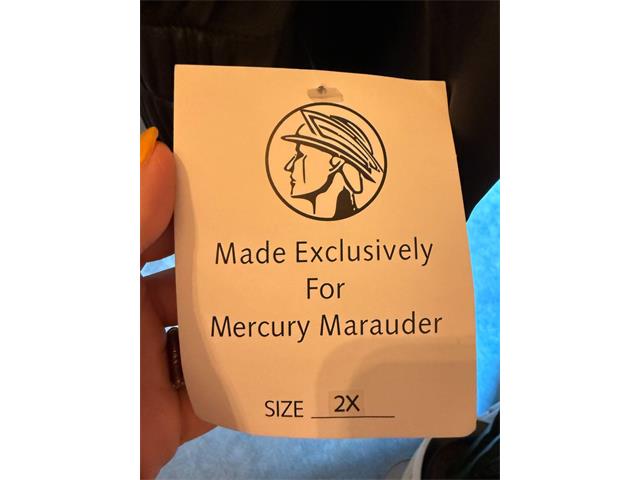 Made Exclusively
For
Mercury Marauder
SIZE 2X